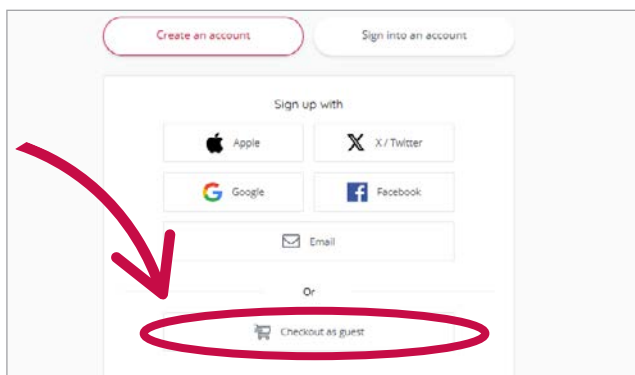 Create an account Sign into an account
Sign up with
Apple X / Twitter
Google Facebook
Email
Or
Checkout as guest